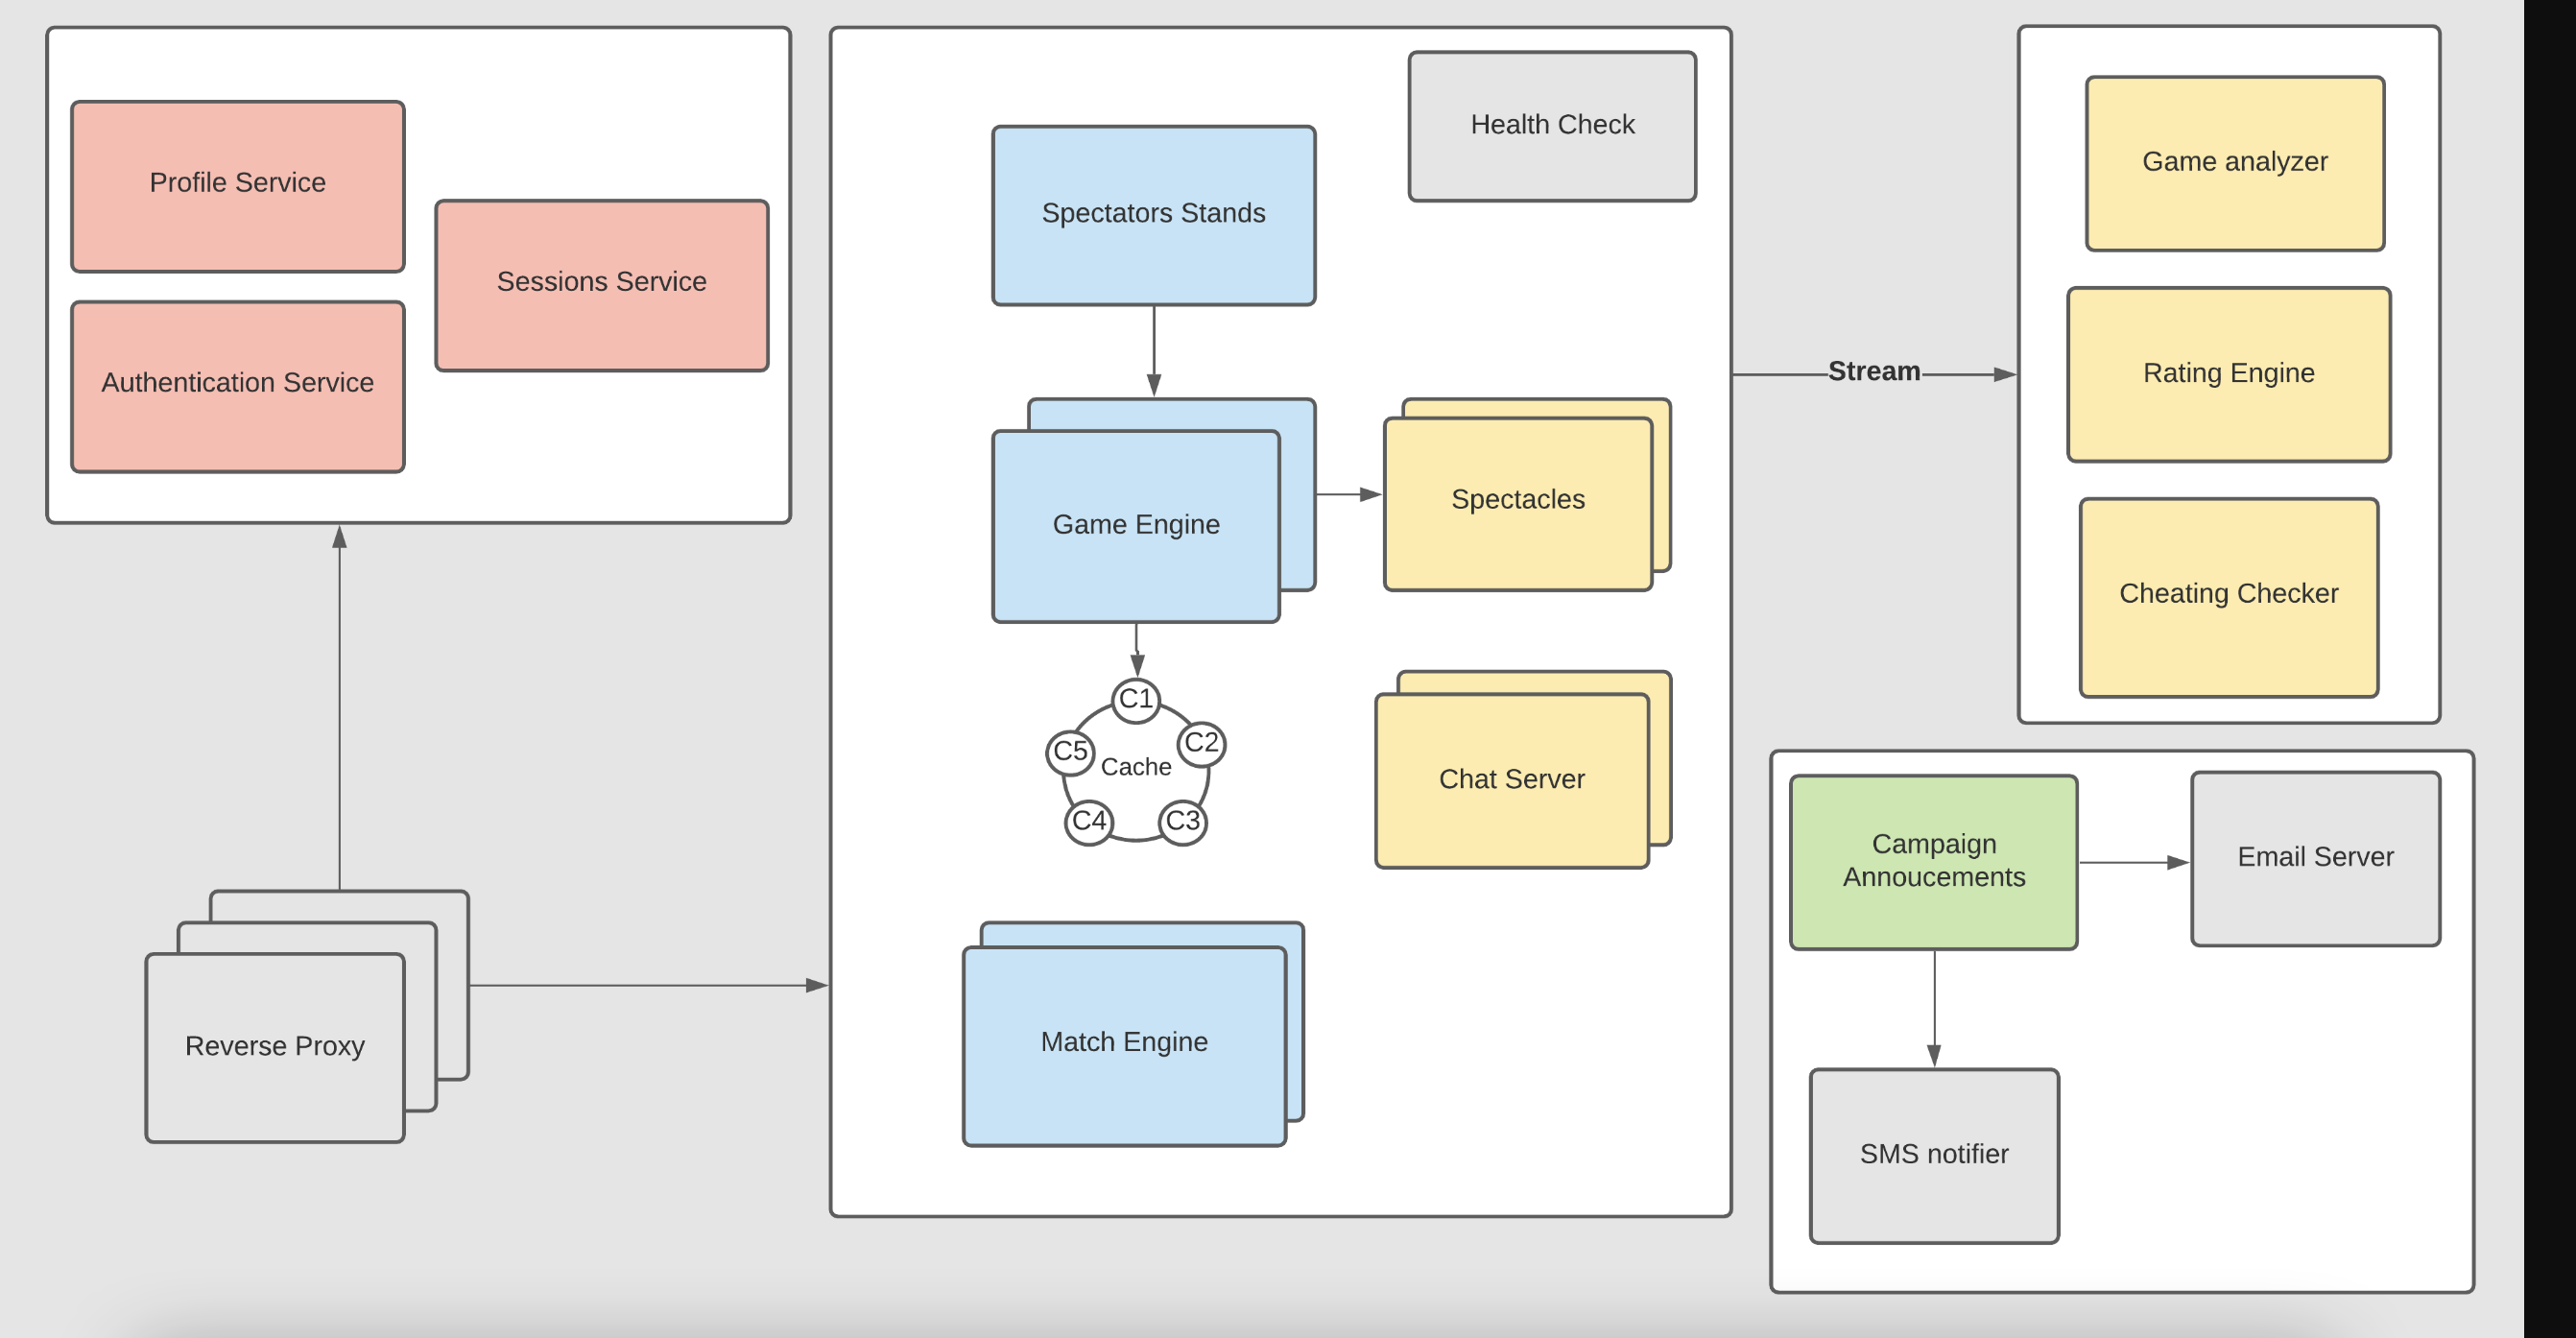 Profile Service
Sessions Service
Authentication Service
Reverse Proxy
Health Check
Spectators Stands
Game Engine
Spectacles
C1
C2
C5
Cache
C4
C3
Chat Server
Match Engine
Stream
Game analyzer
Rating Engine
Cheating Checker
Campaign
Annoucements
Email Server
SMS notifier